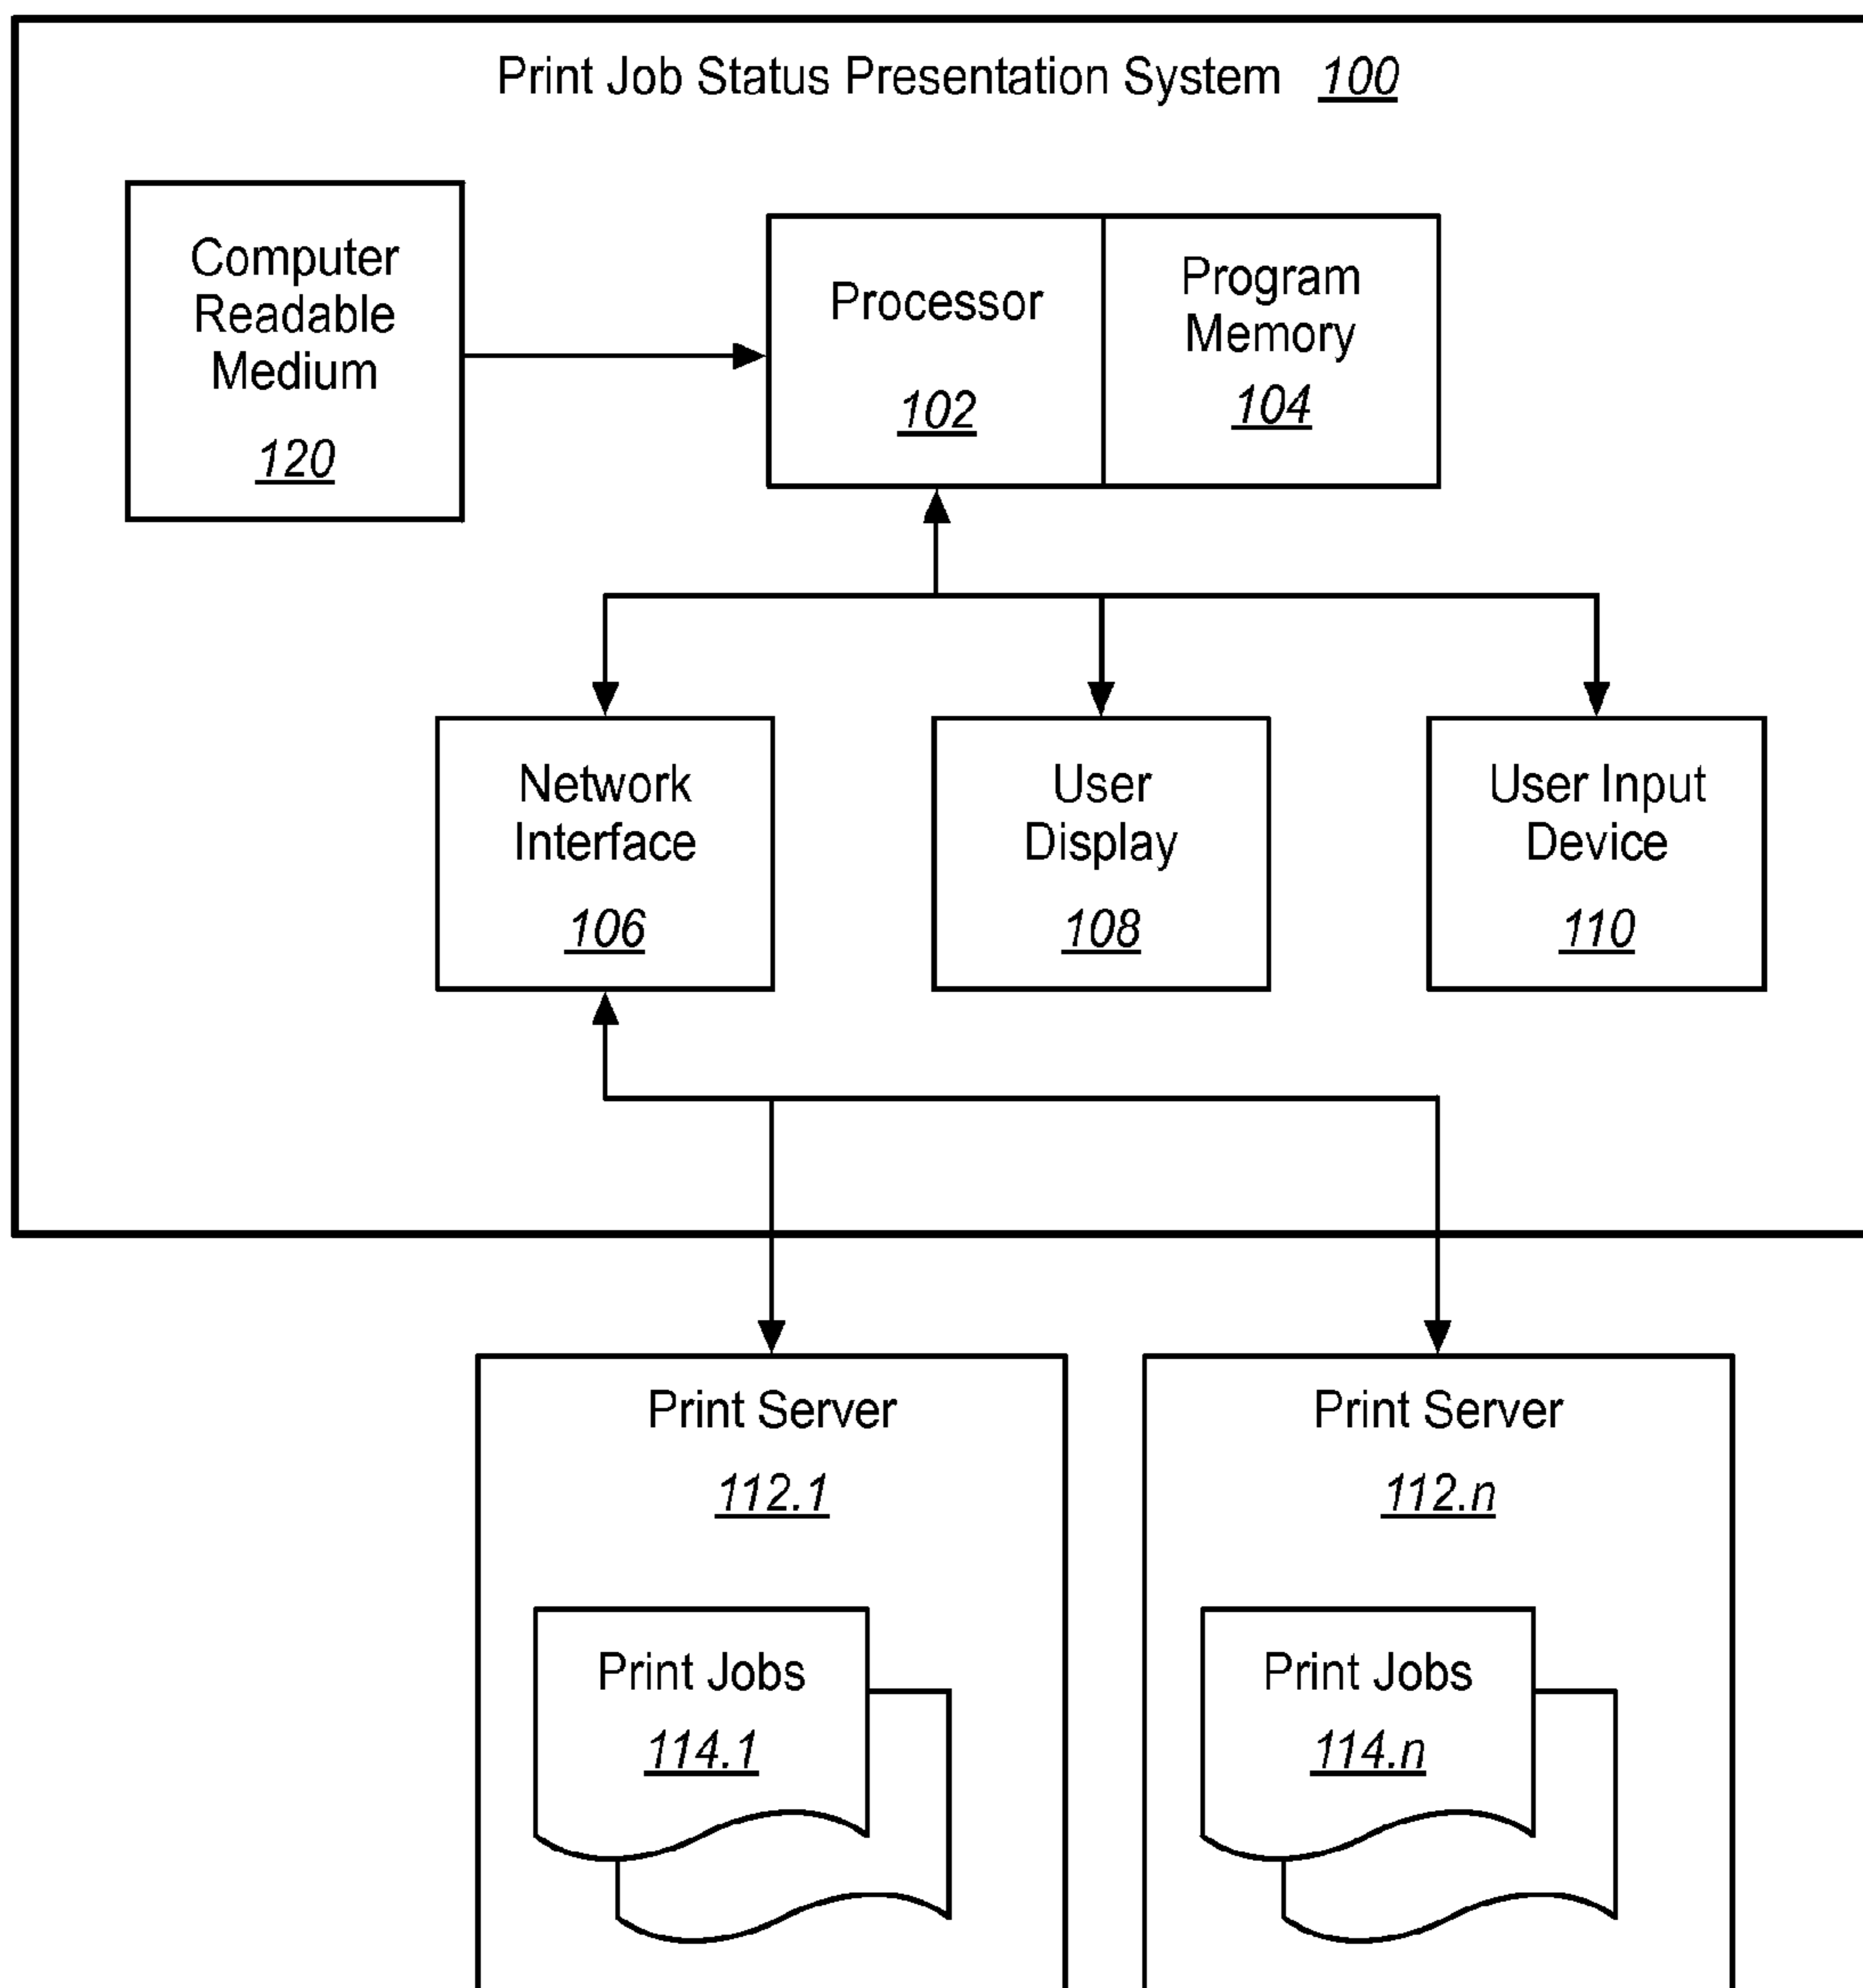 Print Job Status Presentation System 100
Computer
Readable
Medium
120
Processor
102
Program
Memory
104
Network
Interface
106
User
Display
108
User Input
Device
110
Print Server
112.1
Print Jobs
114.1
Print Server
112.n
Print Jobs
114.n